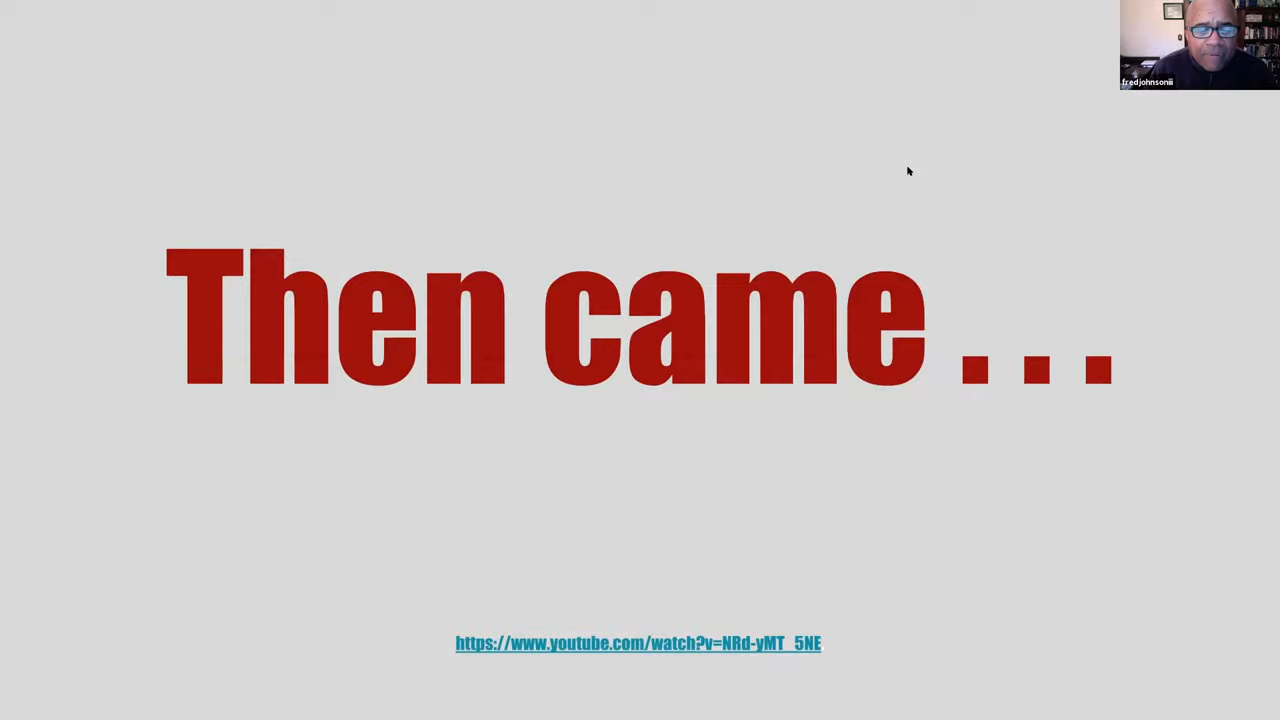 fredjohnsoniii
Then came . . .
https://www.youtube.com/watch?v=NRd-yMT_5NE